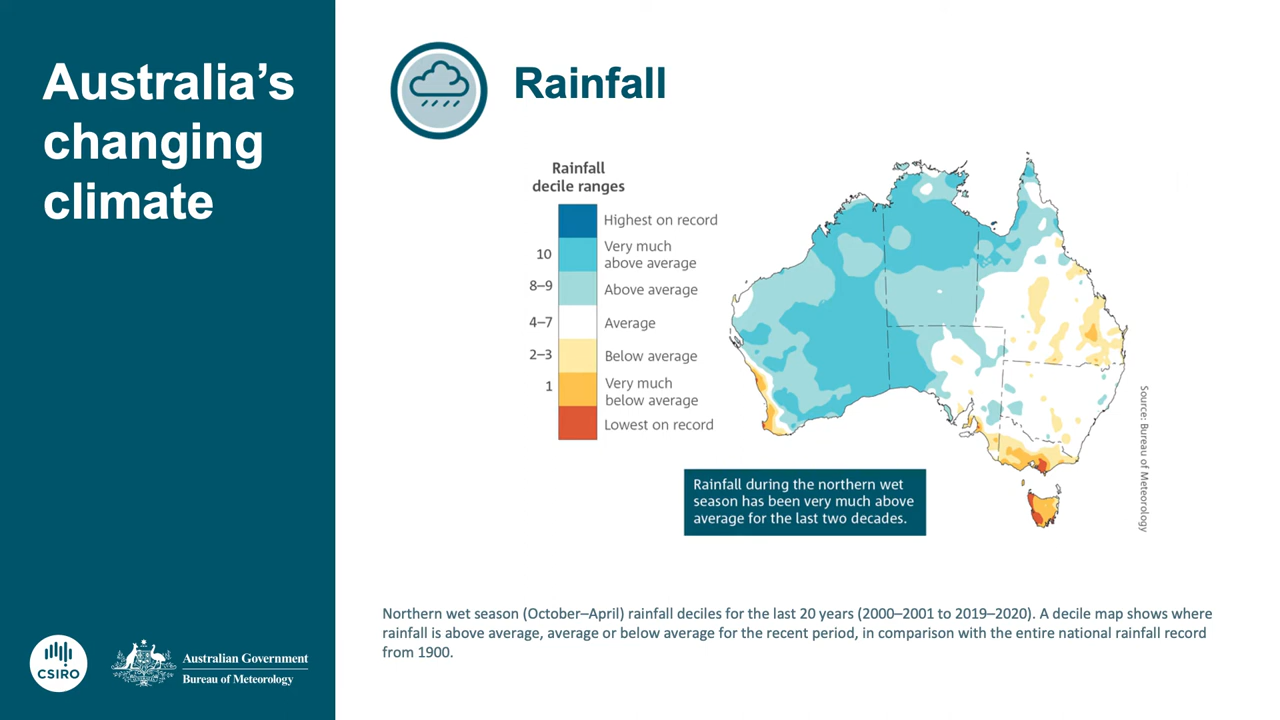 Australia's
changing
climate
Rainfall
Rainfall
decile ranges
Highest on record
10 Very much
above average
8–9 Above average
4–7 Average
2–3 Below average
1 Very much
below average
Lowest on record
Source: Bureau of Meteorology
Rainfall during the northern wet
season has been very much above
average for the last two decades.
Northern wet season (October–April) rainfall deciles for the last 20 years (2000–2001 to 2019–2020). A decile map shows where
rainfall is above average, average or below average for the recent period, in comparison with the entire national rainfall record
from 1900.
CSIRO
Australian Government
Bureau of Meteorology